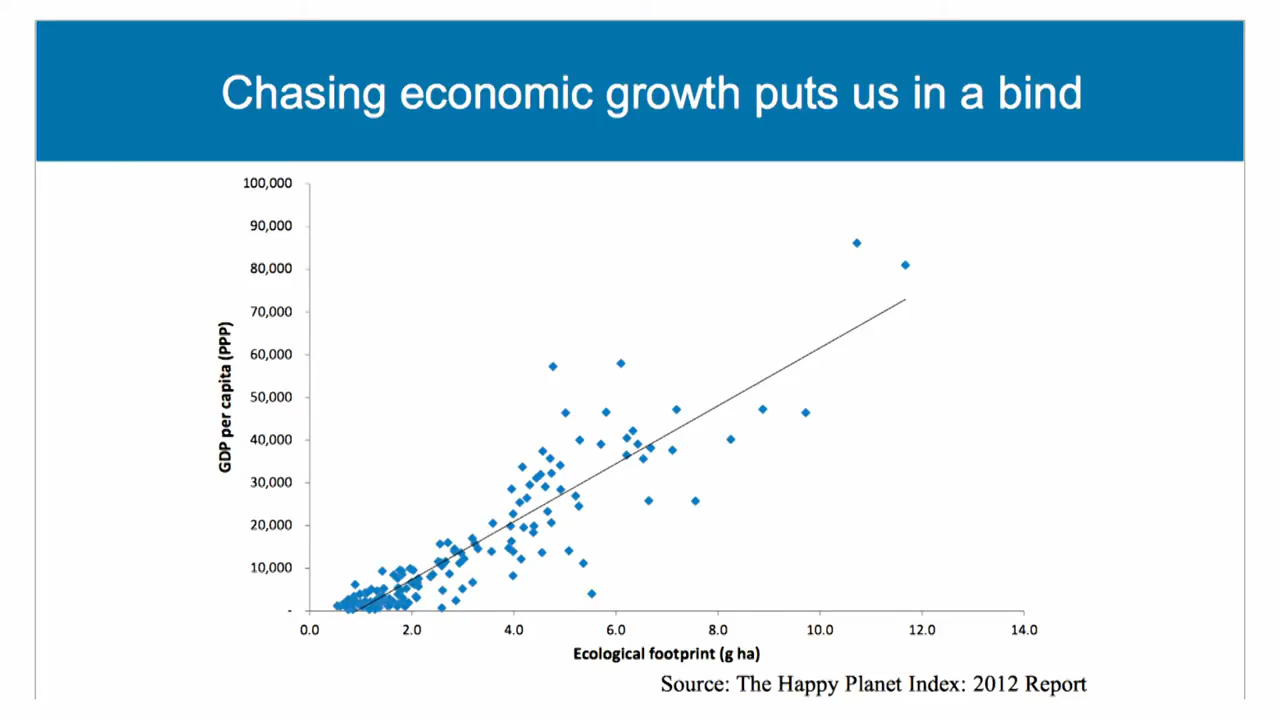 Chasing economic growth puts us in a bind
100,000
90,000
80,000
70,000
60,000
50,000
40,000
30,000
20,000
10,000
-
GDP per capita (PPP)
0.0 2.0 4.0 6.0 8.0 10.0 12.0 14.0
Ecological footprint (g ha)
Source: The Happy Planet Index: 2012 Report